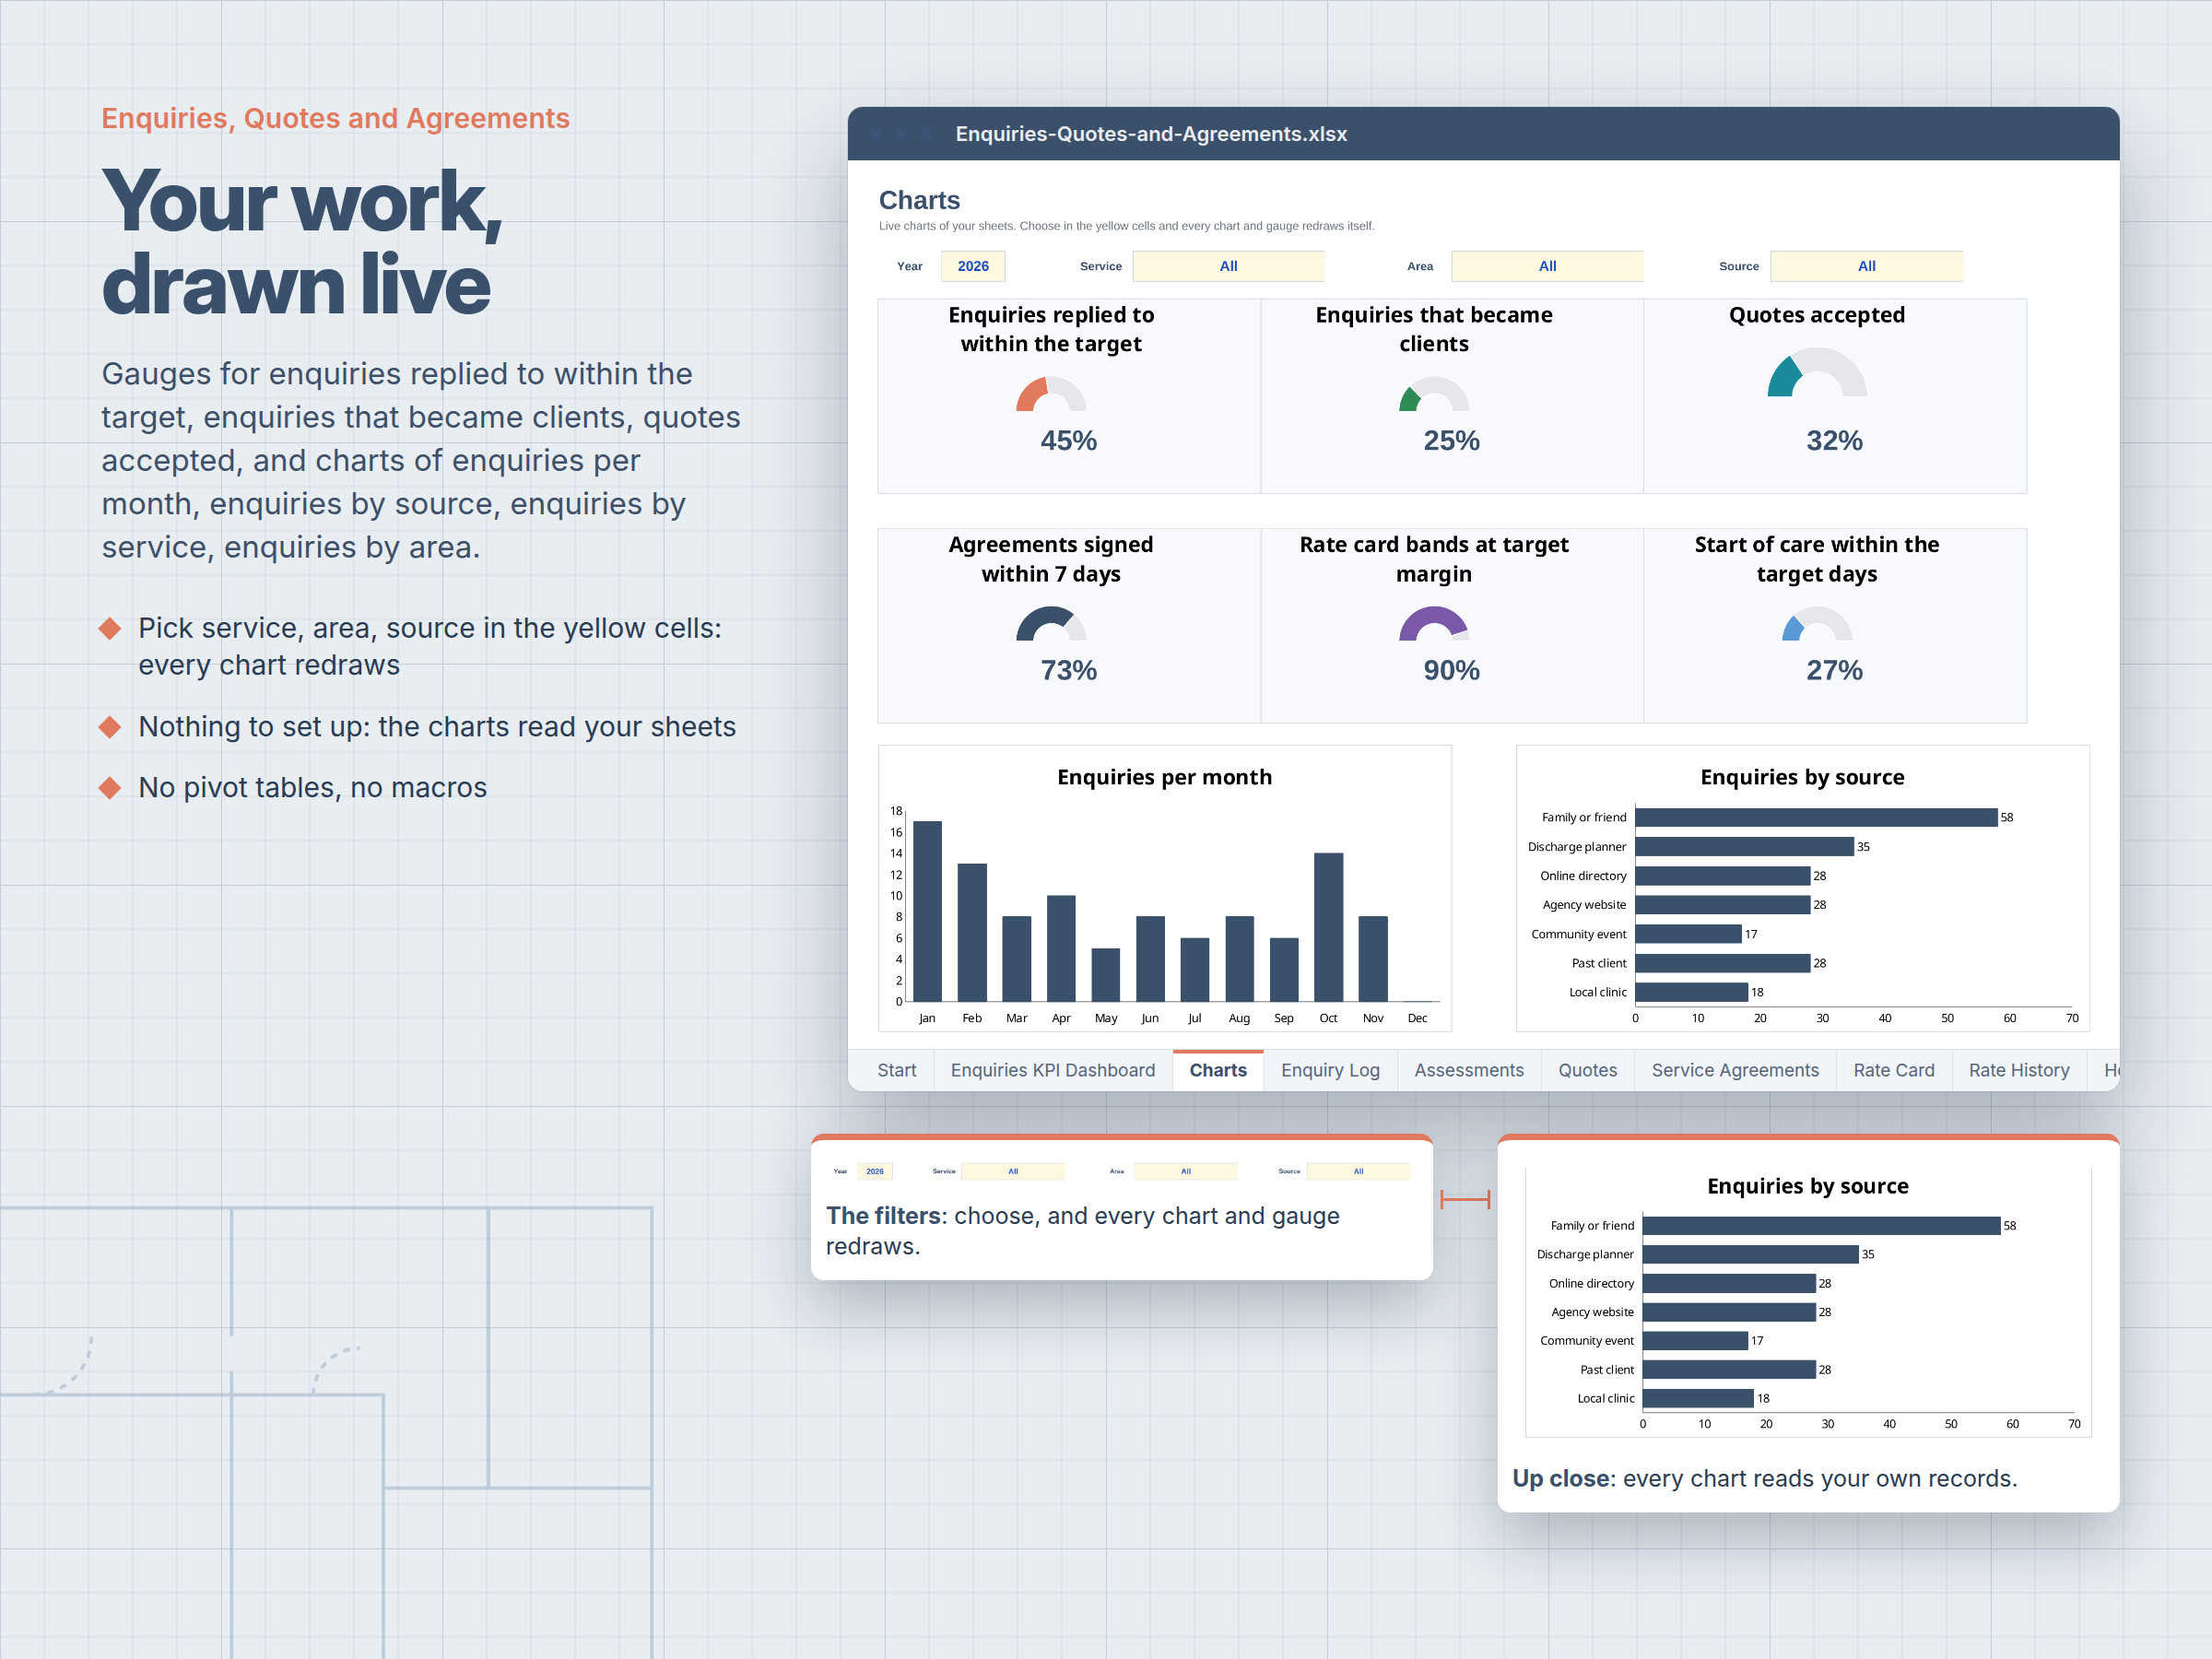 Enquiries, Quotes and Agreements
Your work,
drawn live
Gauges for enquiries replied to within the
target, enquiries that became clients, quotes
accepted, and charts of enquiries per
month, enquiries by source, enquiries by
service, enquiries by area.
Pick service, area, source in the yellow cells:
every chart redraws
Nothing to set up: the charts read your sheets
No pivot tables, no macros
Enquiries-Quotes-and-Agreements.xlsx
Charts
Live charts of your sheets. Choose in the yellow cells and every chart and gauge redraws itself.
Year 2026 Service All Area All Source All
Enquiries replied to
within the target
45%
Enquiries that became
clients
25%
Quotes accepted
32%
Agreements signed
within 7 days
73%
Rate card bands at target
margin
90%
Start of care within the
target days
27%
Enquiries per month
18
16
14
12
10
8
6
4
2
0
Jan Feb Mar Apr May Jun Jul Aug Sep Oct Nov Dec
Enquiries by source
Family or friend 58
Discharge planner 35
Online directory 28
Agency website 28
Community event 17
Past client 28
Local clinic 18
0 10 20 30 40 50 60 70
Start Enquiries KPI Dashboard Charts Enquiry Log Assessments Quotes Service Agreements Rate Card Rate History
Year 2026 Service All Area All Source All
The filters: choose, and every chart and gauge
redraws.
Enquiries by source
Family or friend 58
Discharge planner 35
Online directory 28
Agency website 28
Community event 17
Past client 28
Local clinic 18
0 10 20 30 40 50 60 70
Up close: every chart reads your own records.